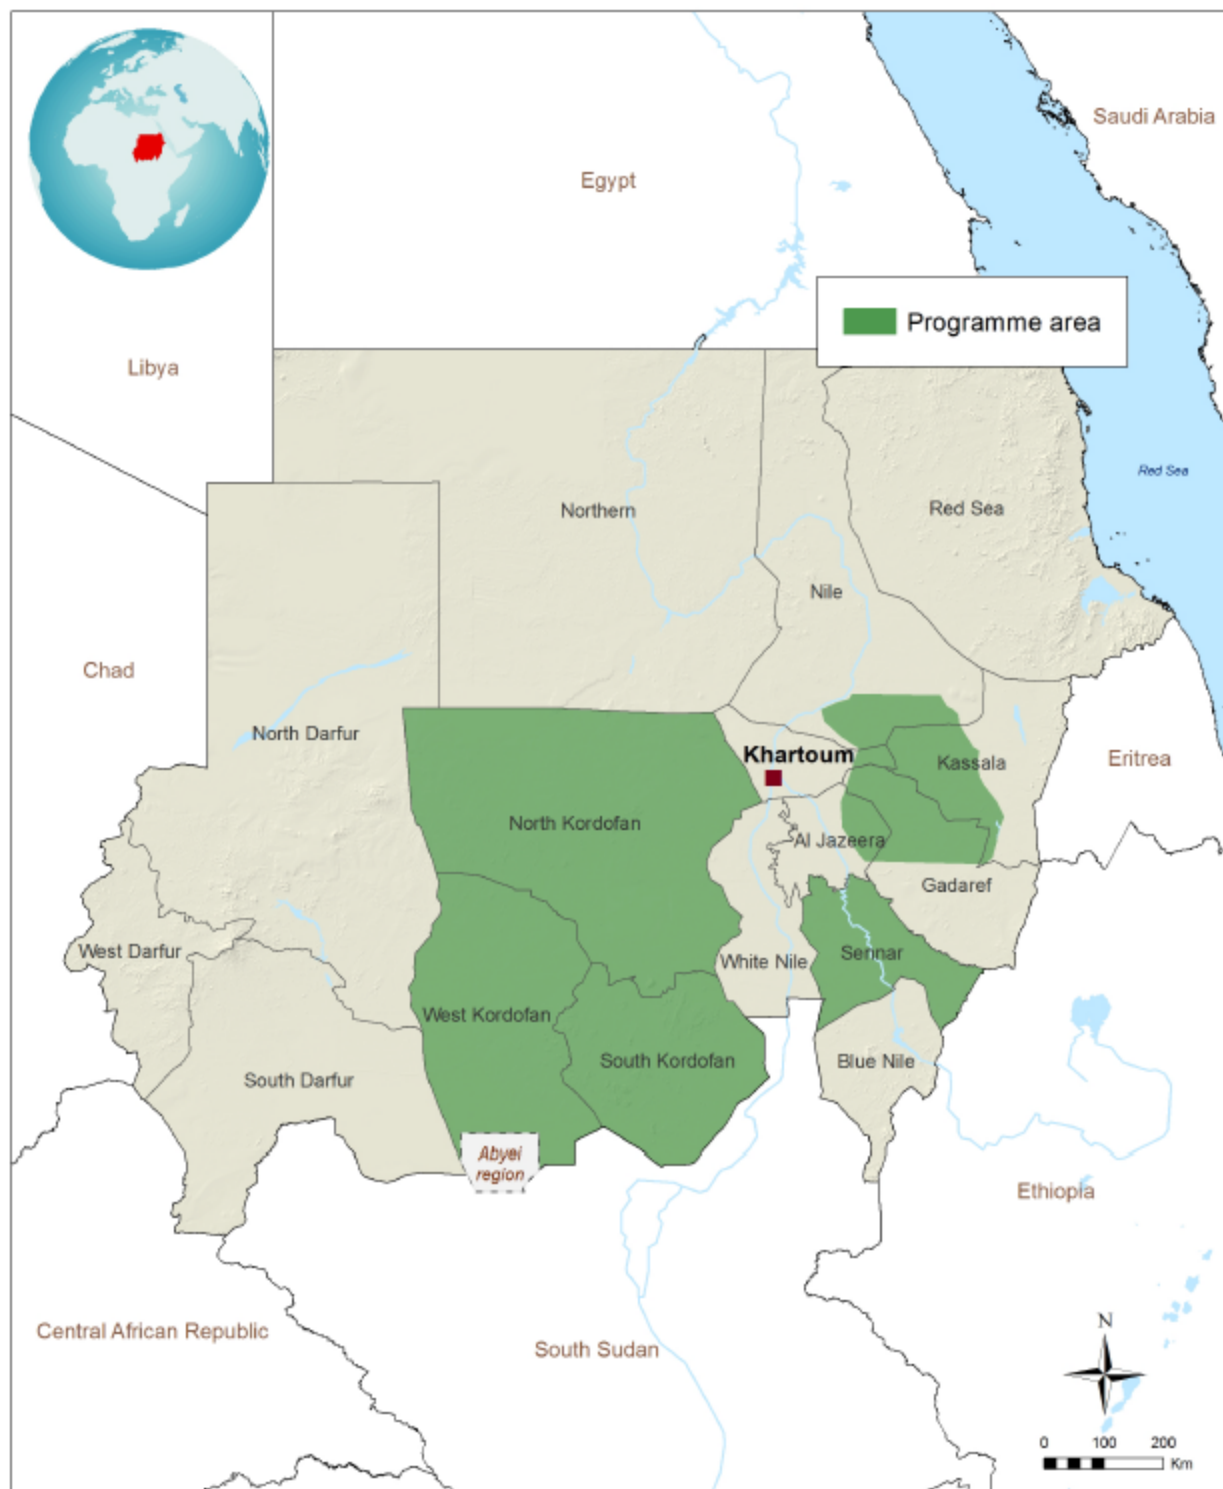 Saudi Arabia
Egypt
Programme area
Libya
Red Sea
Northern
Red Sea
Nile
Chad
North Darfur
Khartoum
Kassala
Eritrea
North Kordofan
Al Jazeera
Gadaref
West Darfur
White Nile
Sennar
West Kordofan
South Kordofan
Blue Nile
South Darfur
Abyei
region
Ethiopia
Central African Republic
South Sudan
N
0 100 200
Km